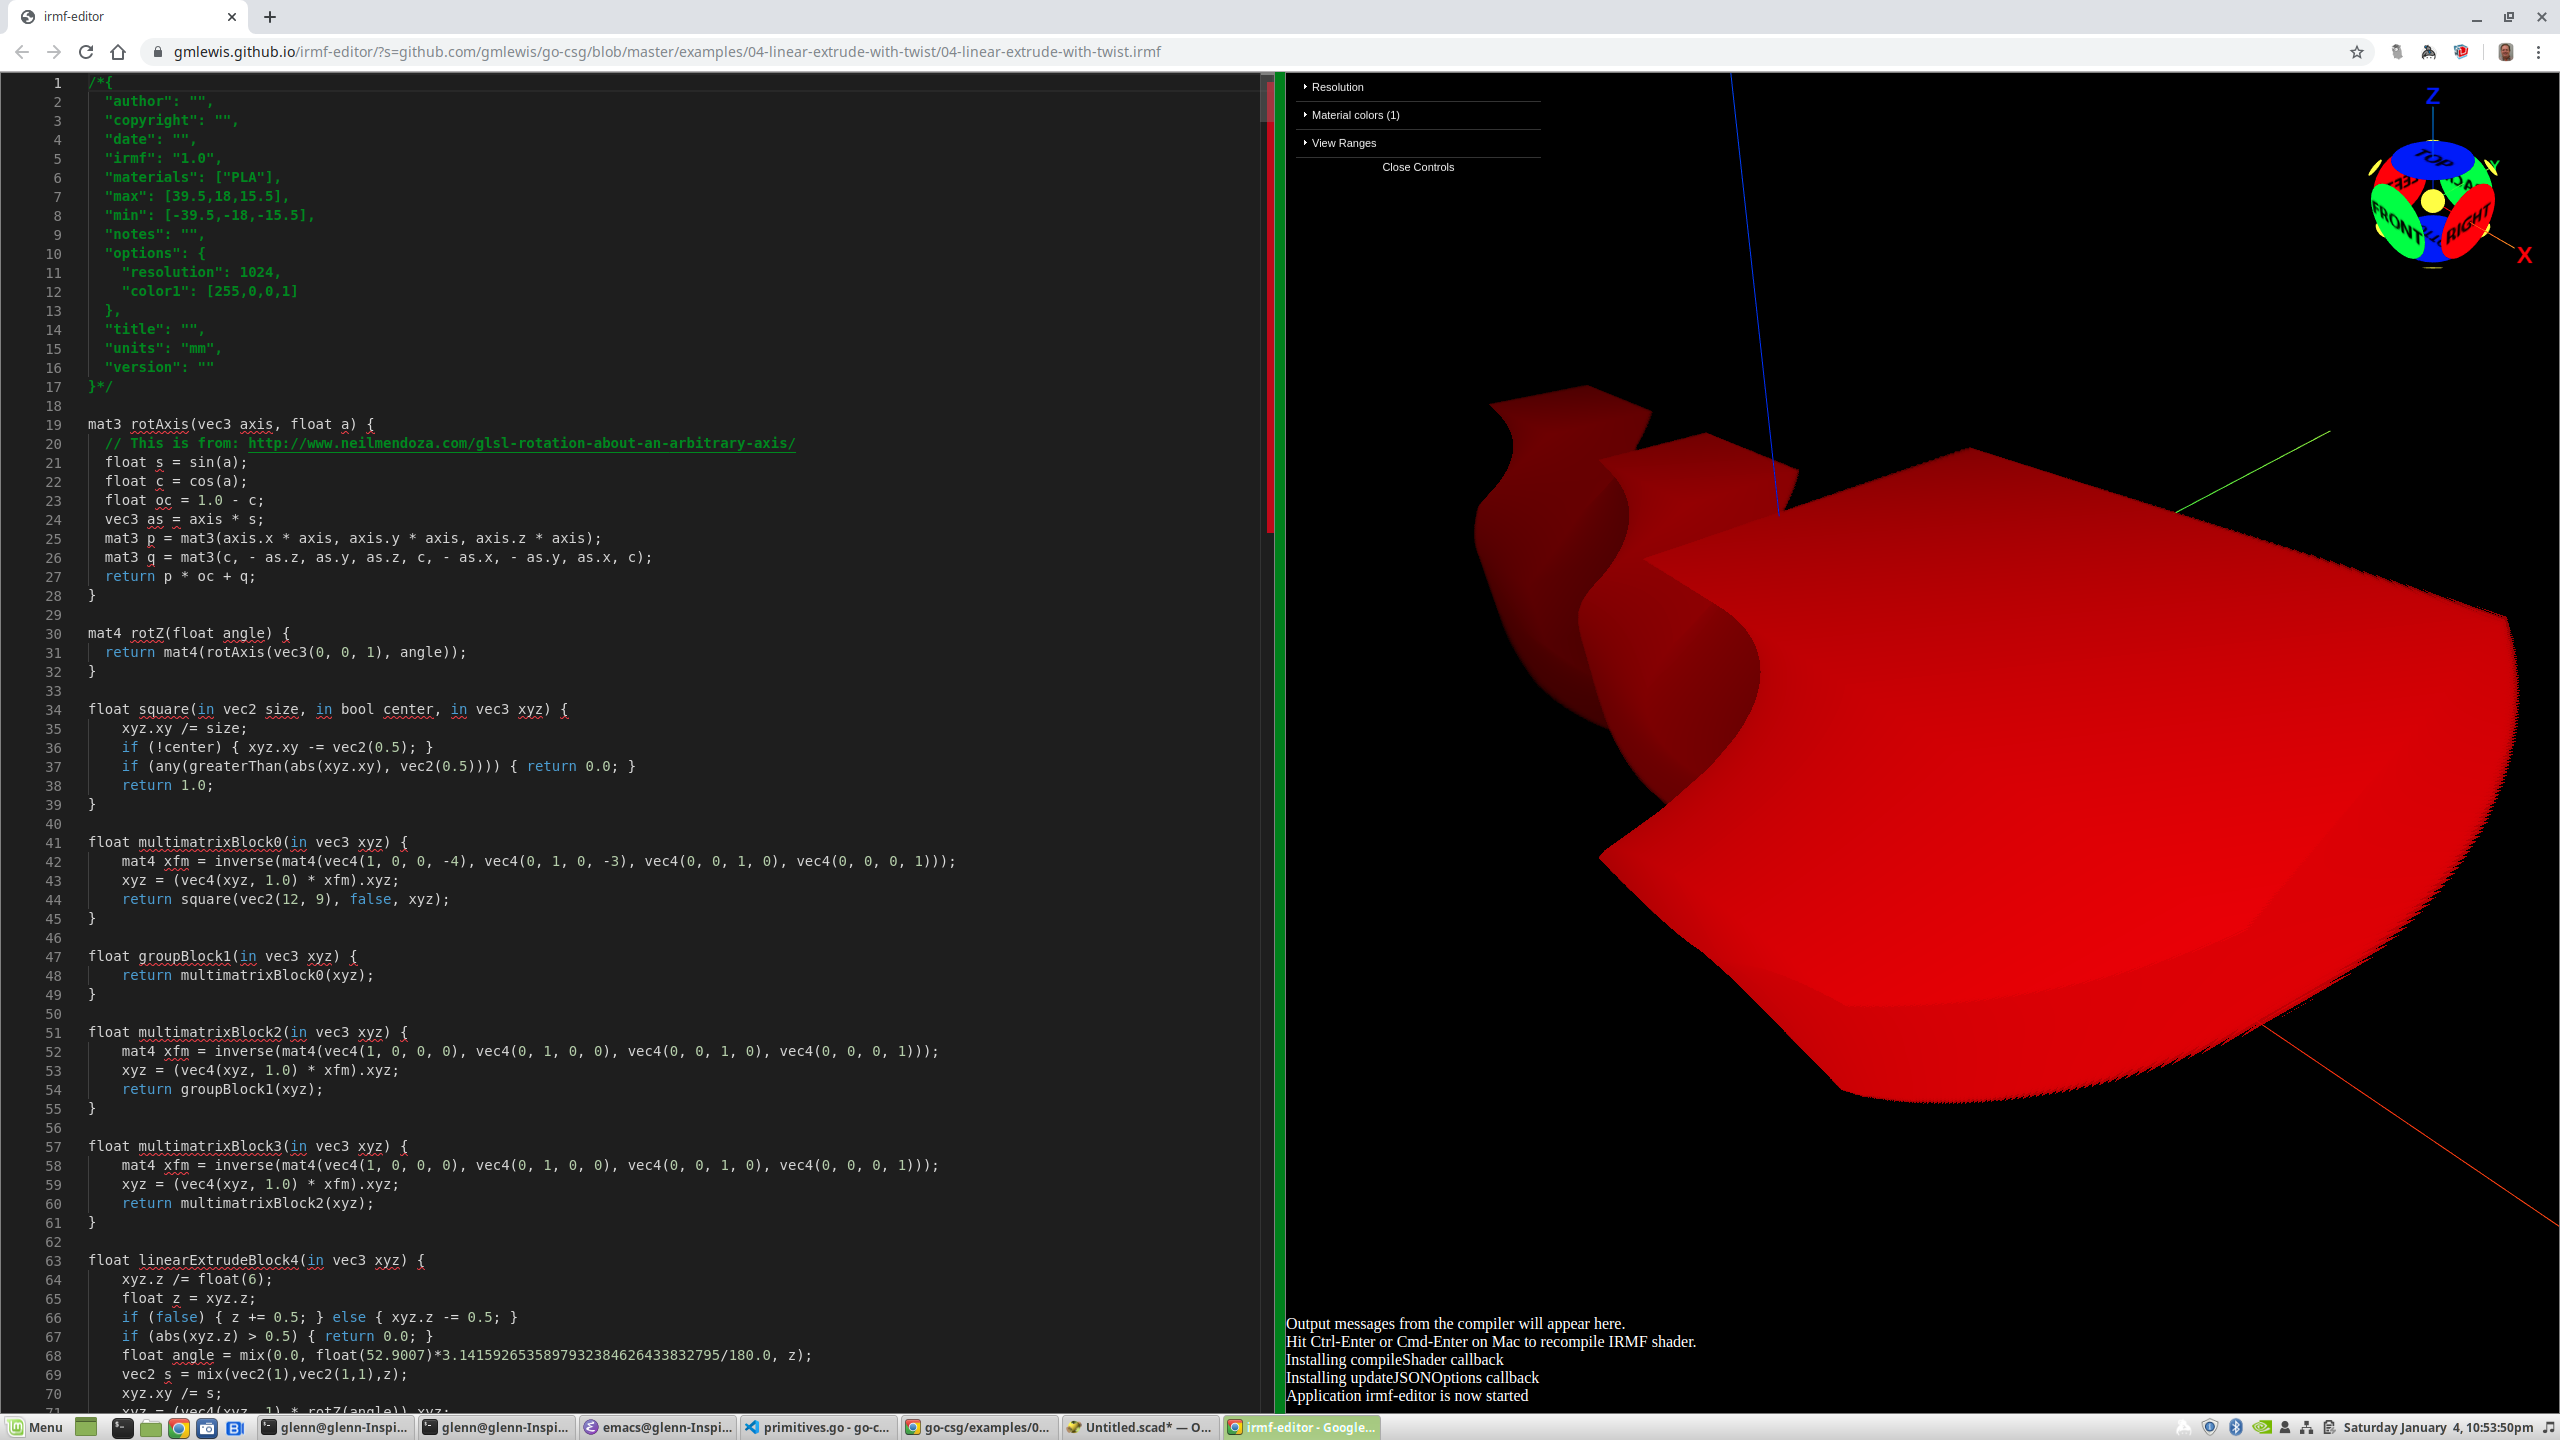 irmf-editor
gmlewis.github.io/irmf-editor/?s=github.com/gmlewis/go-csg/blob/master/examples/04-linear-extrude-with-twist/04-linear-extrude-with-twist.irmf
1 /*{
2 "author": "",
3 "copyright": "",
4 "date": "",
5 "irmf": "1.0",
6 "materials": ["PLA"],
7 "max": [39.5,18,15.5],
8 "min": [-39.5,-18,-15.5],
9 "notes": "",
10 "options": {
11 "resolution": 1024,
12 "color1": [255,0,0,1]
13 },
14 "title": "",
15 "units": "mm",
16 "version": ""
17 }*/
18
19 mat3 rotAxis(vec3 axis, float a) {
20 // This is from: http://www.neilmendoza.com/glsl-rotation-about-an-arbitrary-axis/
21 float s = sin(a);
22 float c = cos(a);
23 float oc = 1.0 - c;
24 vec3 as = axis * s;
25 mat3 p = mat3(axis.x * axis, axis.y * axis, axis.z * axis);
26 mat3 q = mat3(c, - as.z, as.y, as.z, c, - as.x, - as.y, as.x, c);
27 return p * oc + q;
28 }
29
30 mat4 rotZ(float angle) {
31 return mat4(rotAxis(vec3(0, 0, 1), angle));
32 }
33
34 float square(in vec2 size, in bool center, in vec3 xyz) {
35 xyz.xy /= size;
36 if (!center) { xyz.xy -= vec2(0.5); }
37 if (any(greaterThan(abs(xyz.xy), vec2(0.5)))) { return 0.0; }
38 return 1.0;
39 }
40
41 float multimatrixBlock0(in vec3 xyz) {
42 mat4 xfm = inverse(mat4(vec4(1, 0, 0, -4), vec4(0, 1, 0, -3), vec4(0, 0, 1, 0), vec4(0, 0, 0, 1)));
43 xyz = (vec4(xyz, 1.0) * xfm).xyz;
44 return square(vec2(12, 9), false, xyz);
45 }
46
47 float groupBlock1(in vec3 xyz) {
48 return multimatrixBlock0(xyz);
49 }
50
51 float multimatrixBlock2(in vec3 xyz) {
52 mat4 xfm = inverse(mat4(vec4(1, 0, 0, 0), vec4(0, 1, 0, 0), vec4(0, 0, 1, 0), vec4(0, 0, 0, 1)));
53 xyz = (vec4(xyz, 1.0) * xfm).xyz;
54 return groupBlock1(xyz);
55 }
56
57 float multimatrixBlock3(in vec3 xyz) {
58 mat4 xfm = inverse(mat4(vec4(1, 0, 0, 0), vec4(0, 1, 0, 0), vec4(0, 0, 1, 0), vec4(0, 0, 0, 1)));
59 xyz = (vec4(xyz, 1.0) * xfm).xyz;
60 return multimatrixBlock2(xyz);
61 }
62
63 float linearExtrudeBlock4(in vec3 xyz) {
64 xyz.z /= float(6);
65 float z = xyz.z;
66 if (false) { z += 0.5; } else { xyz.z -= 0.5; }
67 if (abs(xyz.z) > 0.5) { return 0.0; }
68 float angle = mix(0.0, float(52.9007)*3.1415926535897932384626433832795/180.0, z);
69 vec2 s = mix(vec2(1),vec2(1,1),z);
70 xyz.xy /= s;
71 xyz = (vec4(xyz, 1) * rotZ(angle)).xyz;
Resolution
Material colors (1)
View Ranges
Close Controls
Z
TOP
Y
FRONT
RIGHT
X
Output messages from the compiler will appear here.
Hit Ctrl-Enter or Cmd-Enter on Mac to recompile IRMF shader.
Installing compileShader callback
Installing updateJSONOptions callback
Application irmf-editor is now started
Menu
glenn@glenn-Inspi...
glenn@glenn-Inspi...
emacs@glenn-Inspi...
primitives.go - go-c...
go-csg/examples/0...
Untitled.scad* — O...
irmf-editor - Google...
Saturday January 4, 10:53:50pm